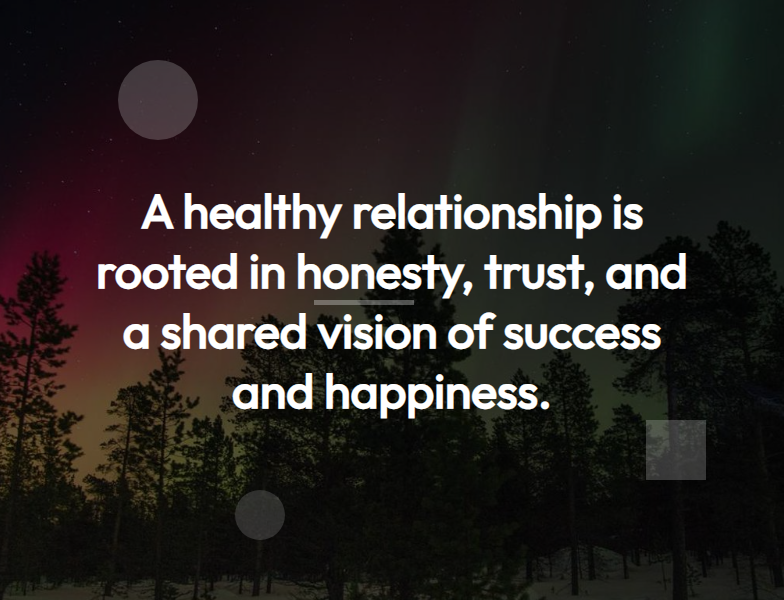 A healthy relationship is
rooted in honesty, trust, and
a shared vision of success
and happiness.